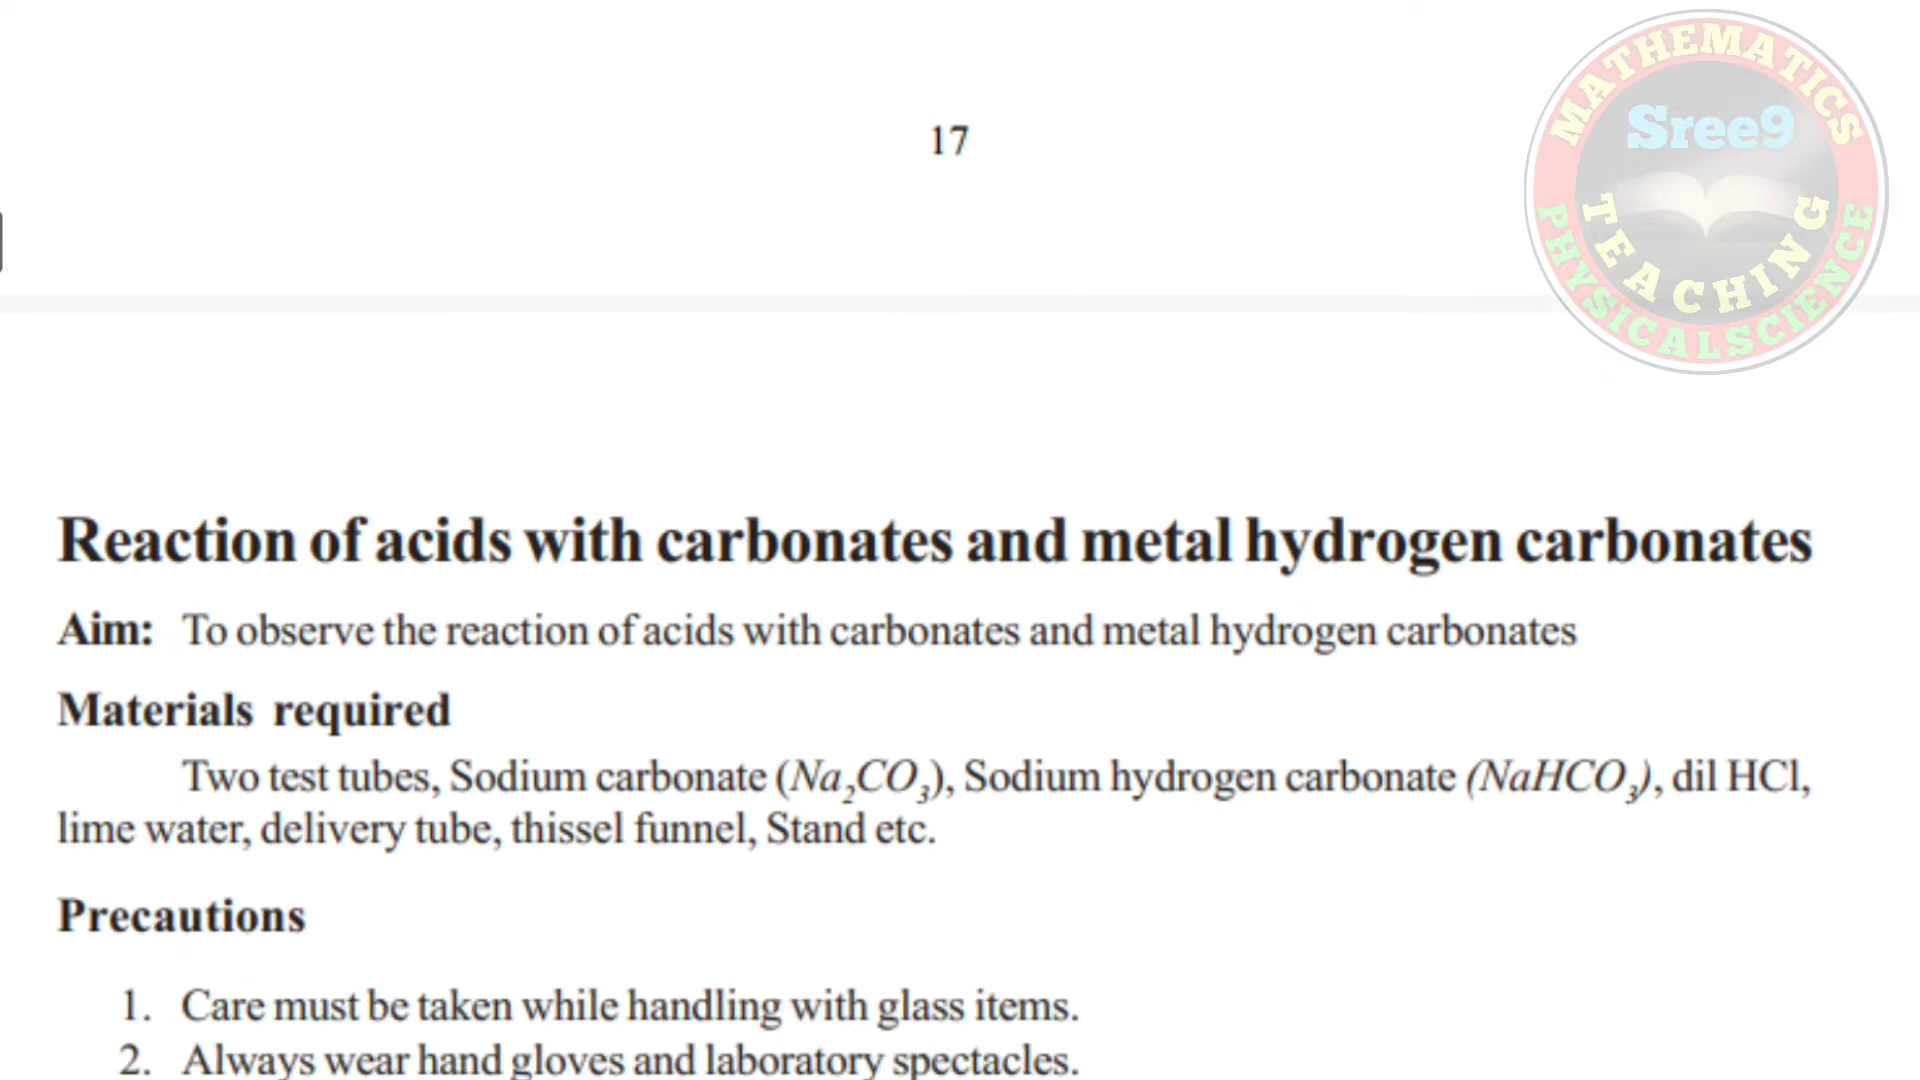 17
MATHEMATICS
Sree9
TEACHING
PHYSICALSCIENCE
Reaction of acids with carbonates and metal hydrogen carbonates
Aim: To observe the reaction of acids with carbonates and metal hydrogen carbonates
Materials required
Two test tubes, Sodium carbonate (Na₂CO₃), Sodium hydrogen carbonate (NaHCO₃), dil HCl,
lime water, delivery tube, thissel funnel, Stand etc.
Precautions
1. Care must be taken while handling with glass items.
2. Always wear hand gloves and laboratory spectacles.